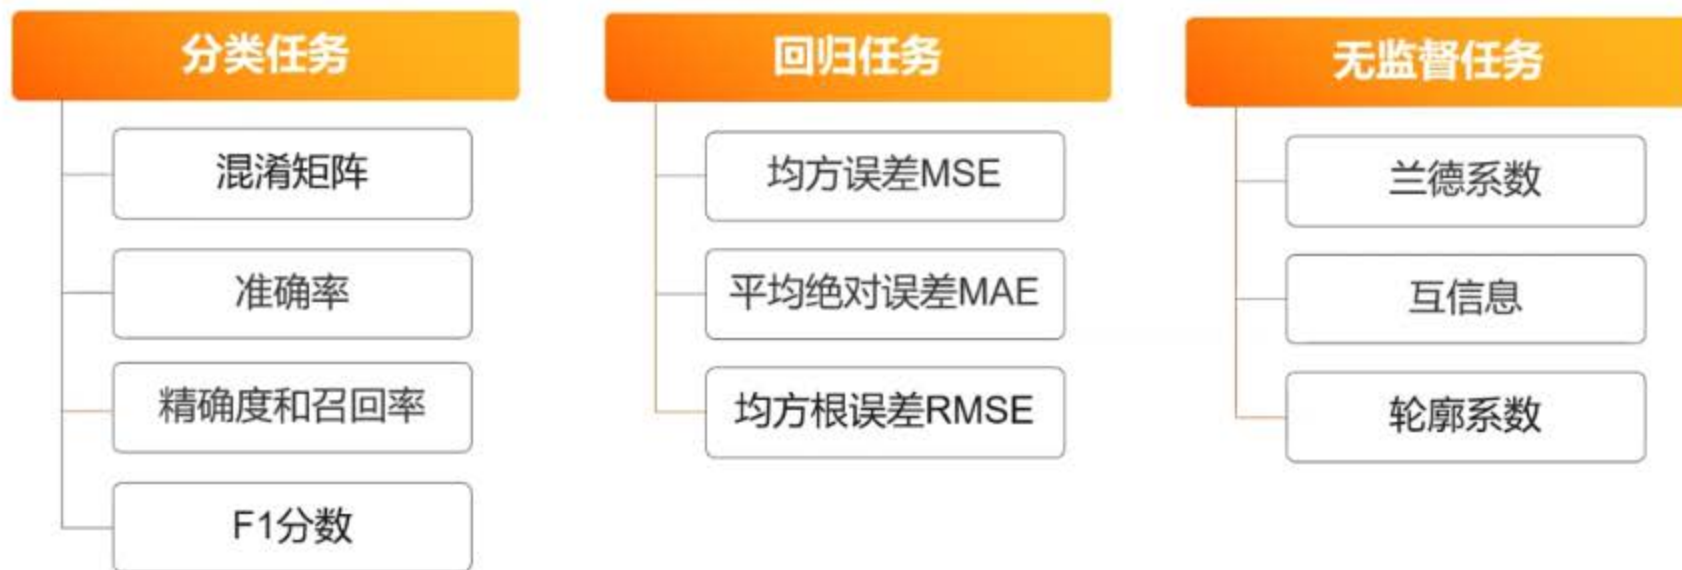 分类任务
混淆矩阵
准确率
精确度和召回率
F1分数
回归任务
均方误差MSE
平均绝对误差MAE
均方根误差RMSE
无监督任务
兰德系数
互信息
轮廓系数